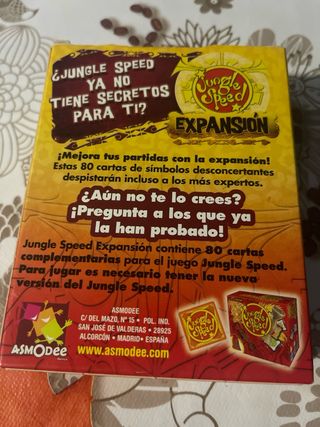 ¿JUNGLE SPEED
YA NO
TIENE SECRETOS
PARA TI?
Jungle
Speed
EXPANSIÓN
¡Mejora tus partidas con la expansión!
Estas 80 cartas de símbolos desconcertantes
despistarán incluso a los más expertos.
¿Aún no te lo crees?
¡Pregunta a los que ya
la han probado!
Jungle Speed Expansión contiene 80 cartas
complementarias para el juego Jungle Speed.
Para jugar es necesario tener la nueva
versión del Jungle Speed.
ASMODEE
C/ DEL MAZO, Nº 15 • POL. IND.
SAN JOSÉ DE VALDERAS • 28925
ALCORCÓN • MADRID • ESPAÑA
www.asmodee.com
ASMODEE
Jungle
Speed
Jungle
Speed